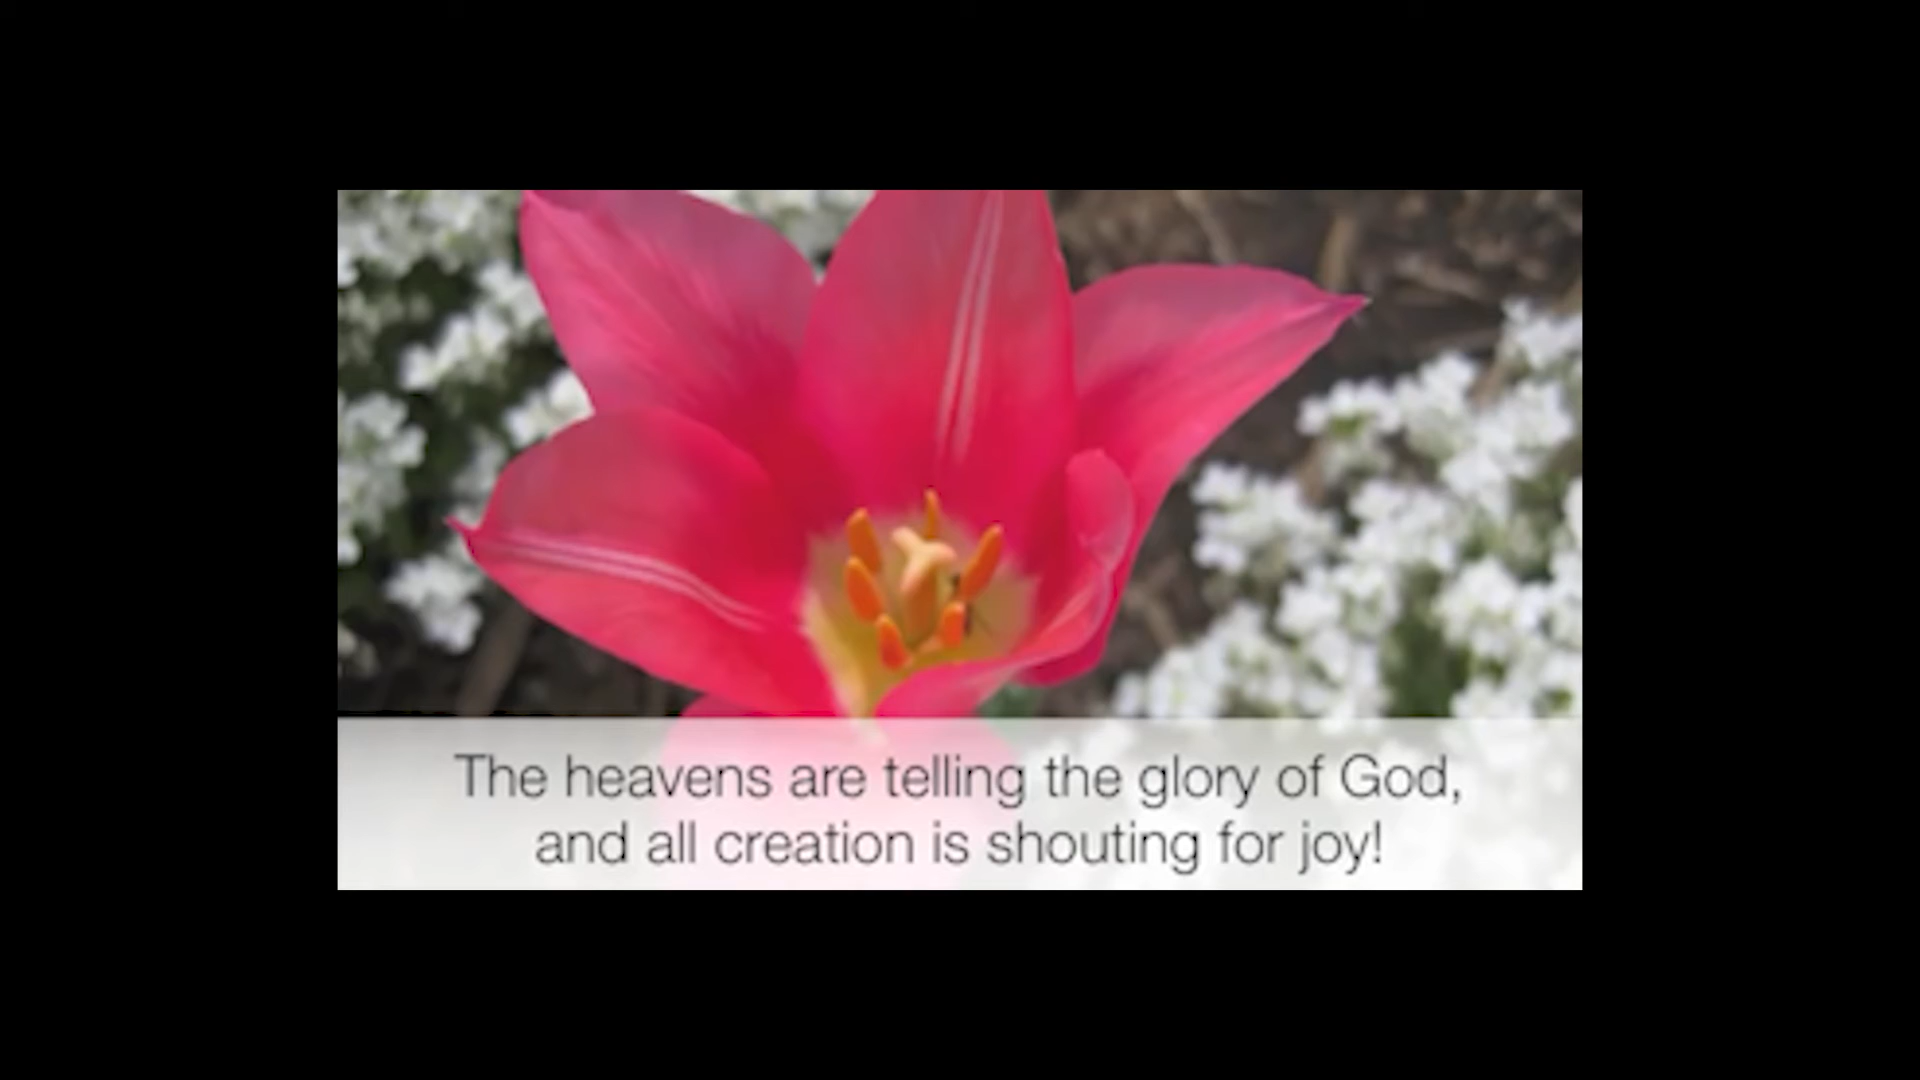 The heavens are telling the glory of God,
and all creation is shouting for joy!